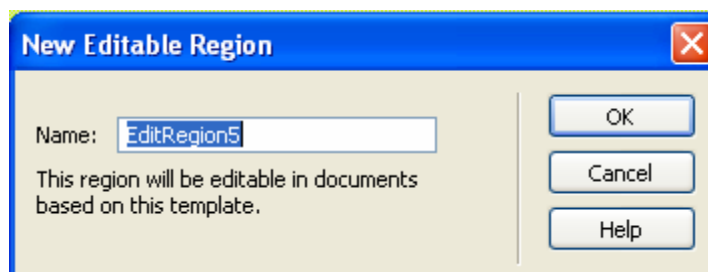 New Editable Region
Name: EditRegion5
OK
This region will be editable in documents
based on this template.
Cancel
Help